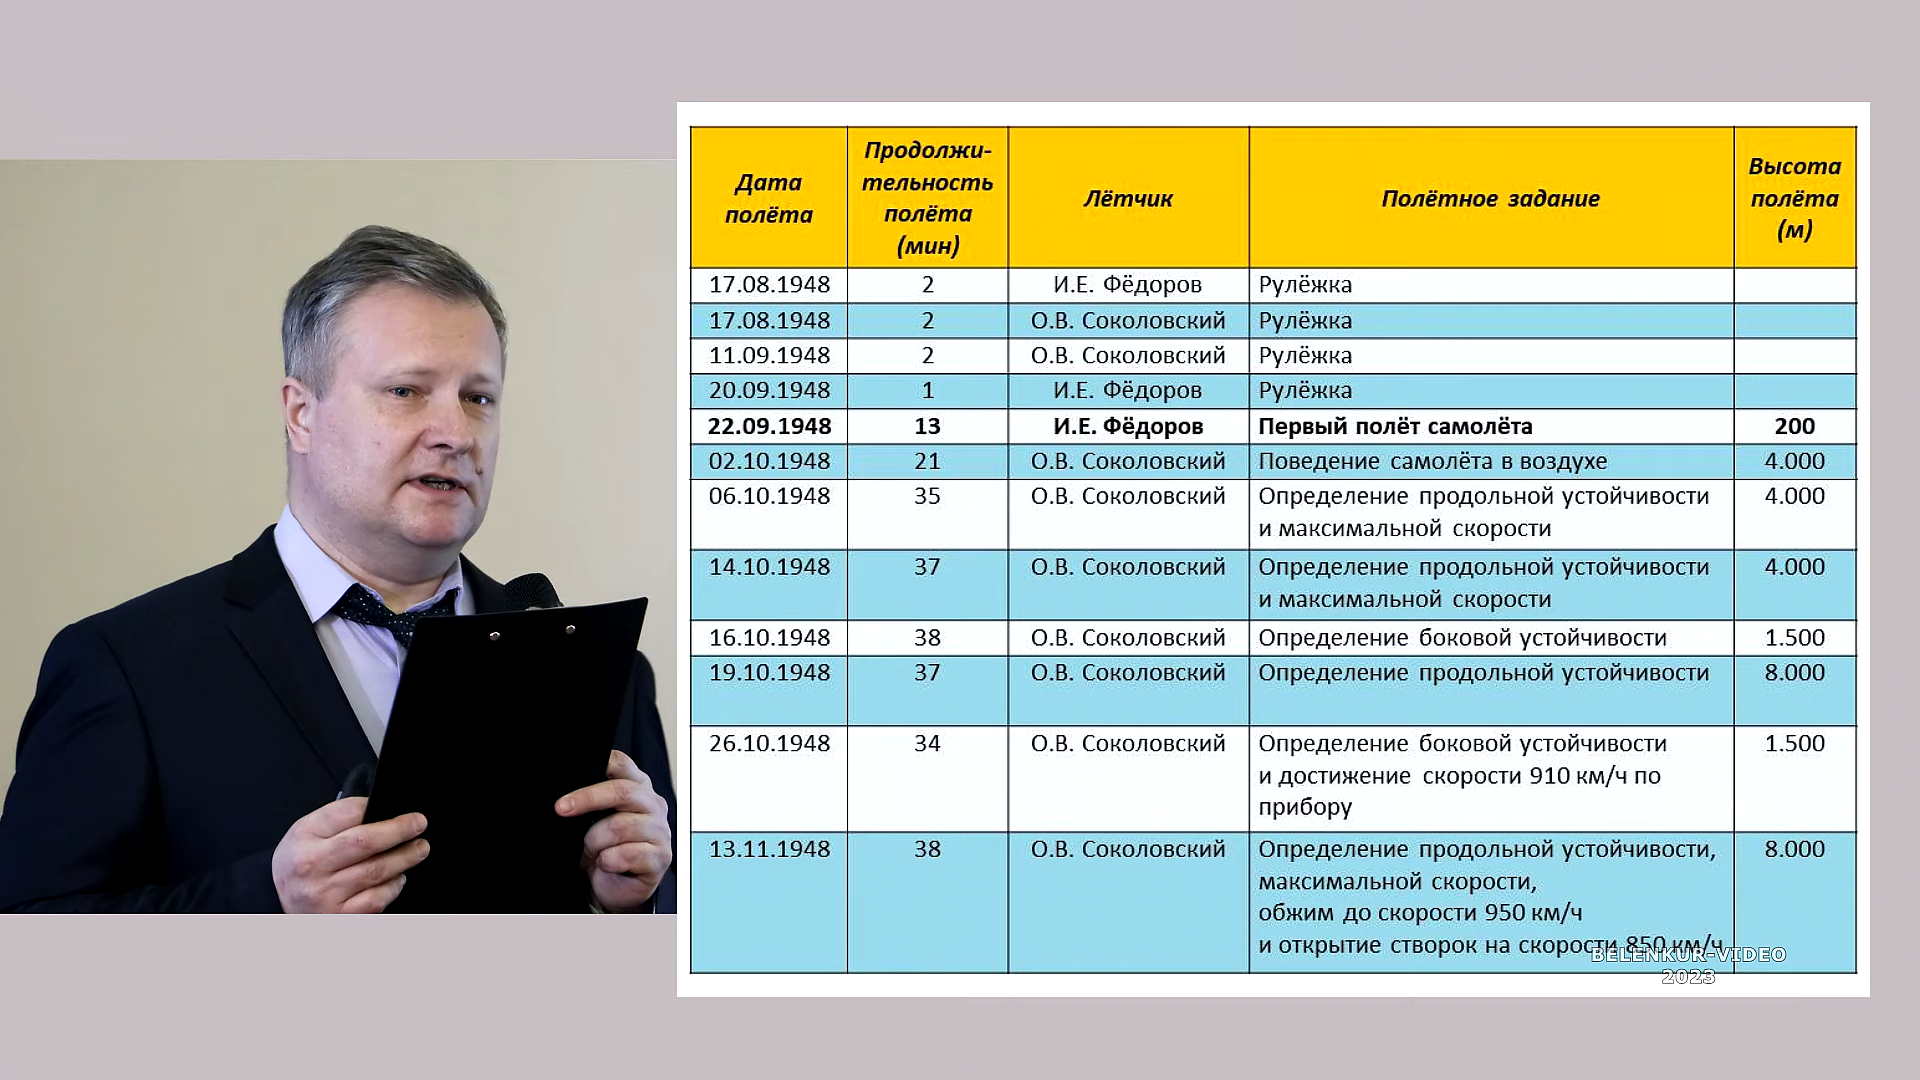 Дата полёта | Продолжи-тельность полёта (мин) | Лётчик | Полётное задание | Высота полёта (м)
17.08.1948 | 2 | И.Е. Фёдоров | Рулёжка
17.08.1948 | 2 | О.В. Соколовский | Рулёжка
11.09.1948 | 2 | О.В. Соколовский | Рулёжка
20.09.1948 | 1 | И.Е. Фёдоров | Рулёжка
22.09.1948 | 13 | И.Е. Фёдоров | Первый полёт самолёта | 200
02.10.1948 | 21 | О.В. Соколовский | Поведение самолёта в воздухе | 4.000
06.10.1948 | 35 | О.В. Соколовский | Определение продольной устойчивости | 4.000
и максимальной скорости
14.10.1948 | 37 | О.В. Соколовский | Определение продольной устойчивости | 4.000
и максимальной скорости
16.10.1948 | 38 | О.В. Соколовский | Определение боковой устойчивости | 1.500
19.10.1948 | 37 | О.В. Соколовский | Определение продольной устойчивости | 8.000
26.10.1948 | 34 | О.В. Соколовский | Определение боковой устойчивости | 1.500
и достижение скорости 910 км/ч по
прибору
13.11.1948 | 38 | О.В. Соколовский | Определение продольной устойчивости, | 8.000
максимальной скорости,
обжим до скорости 950 км/ч
и открытие створок на скорости 850 км/ч
BELENKUR-VIDEO
2023